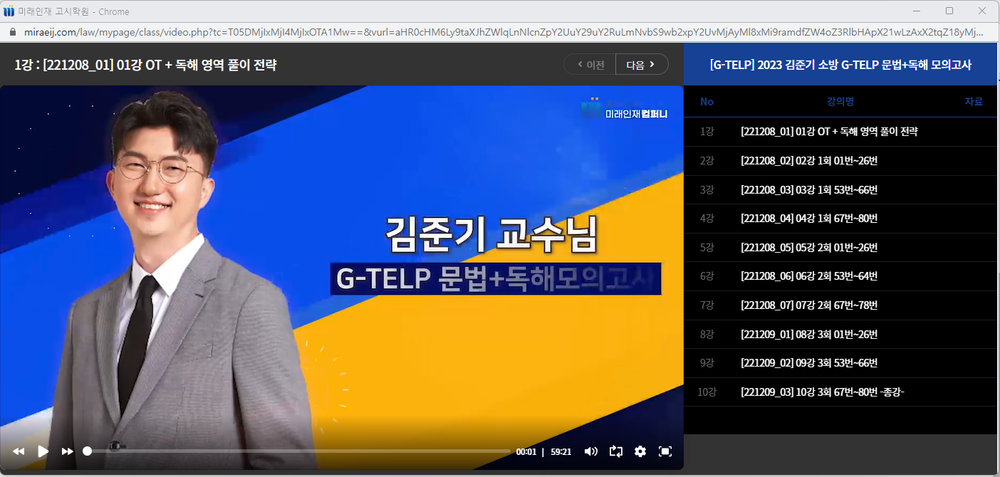 미래인재 고시학원 - Chrome
1강 : [221208_01] 01강 OT + 독해 영역 풀이 전략
이전
다음
[G-TELP] 2023 김준기 소방 G-TELP 문법+독해 모의고사
미래인재컴퍼니
김준기 교수님
G-TELP 문법+독해모의고사
00:01 | 59:21
No 강의명 자료
1강 [221208_01] 01강 OT + 독해 영역 풀이 전략
2강 [221208_02] 02강 1회 01번~26번
3강 [221208_03] 03강 1회 53번~66번
4강 [221208_04] 04강 1회 67번~80번
5강 [221208_05] 05강 2회 01번~26번
6강 [221208_06] 06강 2회 53번~64번
7강 [221208_07] 07강 2회 67번~78번
8강 [221209_01] 08강 3회 01번~26번
9강 [221209_02] 09강 3회 53번~66번
10강 [221209_03] 10강 3회 67번~80번 -종강-